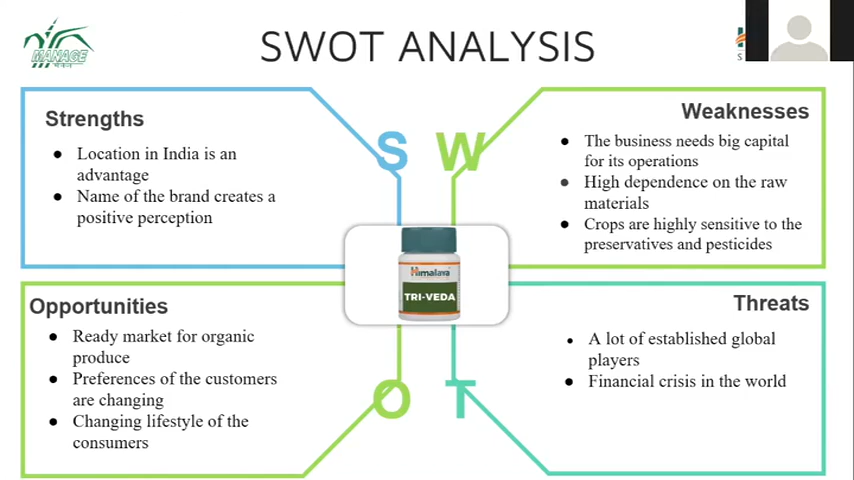 MANAGE
SWOT ANALYSIS
S
Strengths
● Location in India is an
advantage
● Name of the brand creates a
positive perception
S W
Weaknesses
● The business needs big capital
for its operations
● High dependence on the raw
materials
● Crops are highly sensitive to the
preservatives and pesticides
Himalaya
TRI-VEDA
Opportunities
● Ready market for organic
produce
● Preferences of the customers
are changing
● Changing lifestyle of the
consumers
O T
Threats
● A lot of established global
players
● Financial crisis in the world